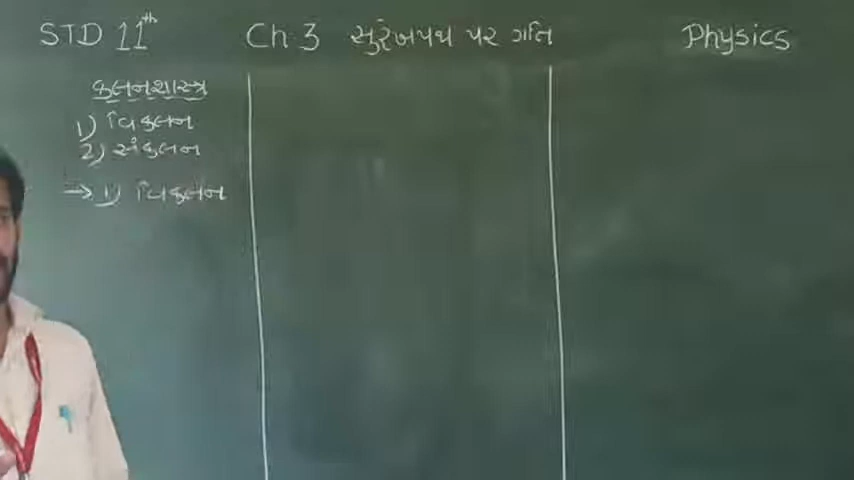 STD 11th Ch 3 સુરેખપથ પર ગતિ Physics
કલનશાસ્ત્ર
1) વિકલન
2) સંકલન
→ 1) વિકલન